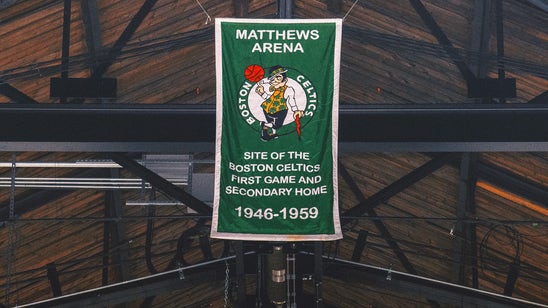 MATTHEWS
ARENA
BOSTON CELTICS
SITE OF THE
BOSTON CELTICS
FIRST GAME AND
SECONDARY HOME
1946-1959